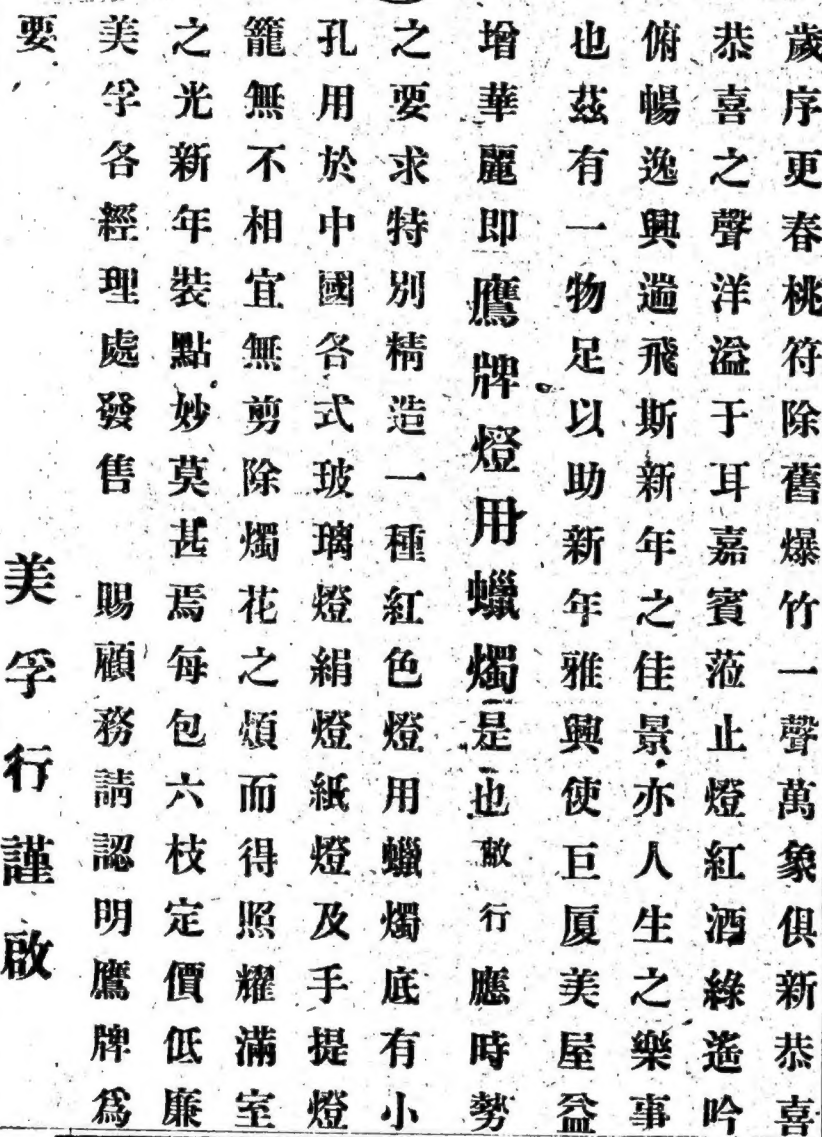 歲序更春桃符除舊爆竹一聲萬象俱新恭喜
恭喜之聲洋溢于耳嘉賓蒞止燈紅酒綠遙吟
俯暢逸興遄飛斯新年之佳景亦人生之樂事
也茲有一物足以助新年雅興使巨厦美屋益
增華麗即鷹牌燈用蠟燭是也敝行應時勢
之要求特別精造一種紅色燈用蠟燭底有小
孔用於中國各式玻璃燈絹燈紙燈及手提燈
籠無不相宜無剪除燭花之煩而得照耀滿室
之光新年裝點妙莫甚焉每包六枝定價低廉
美孚各經理處發售　賜顧務請認明鷹牌爲
要　美孚行謹啟